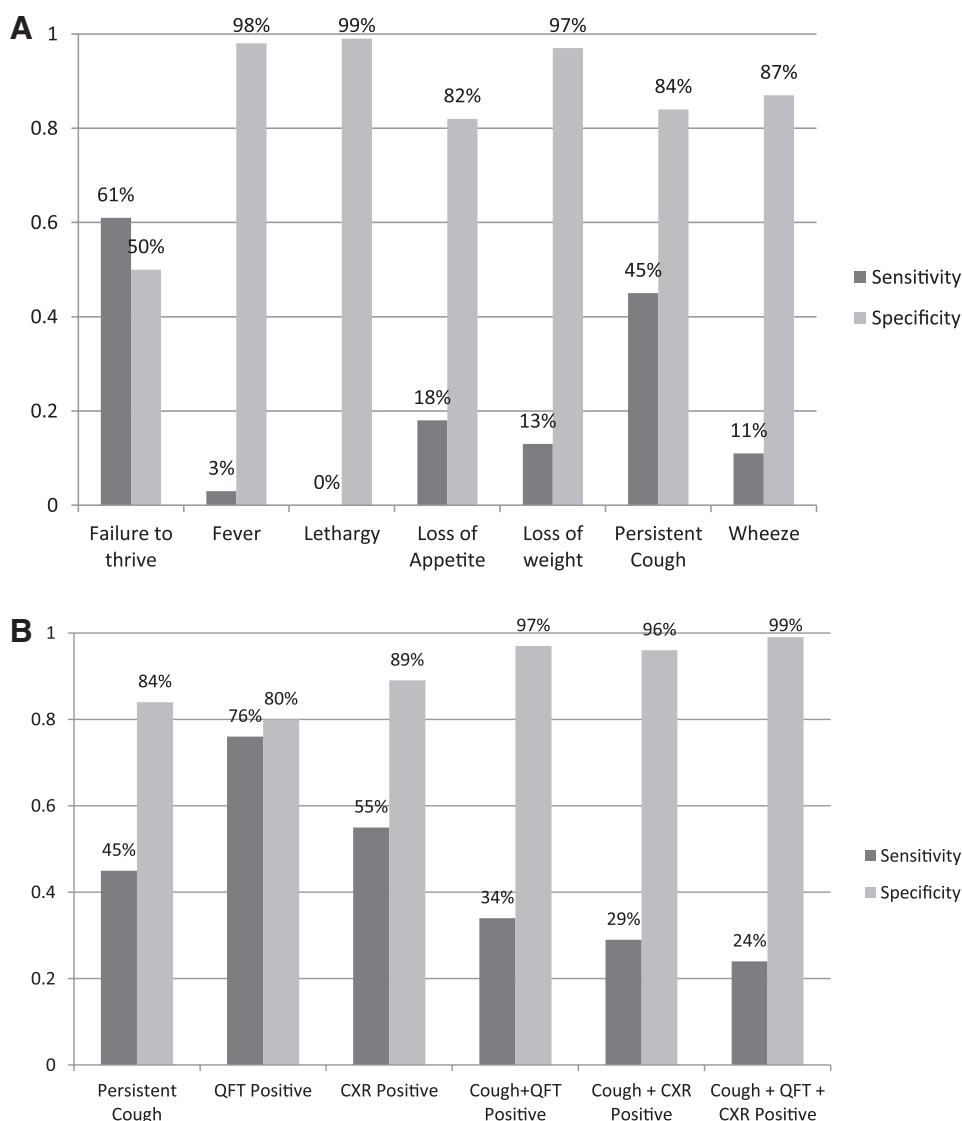 A
1
0.8
0.6
0.4
0.2
0
61%
50%
3%
98%
0%
99%
18%
82%
13%
97%
45%
84%
11%
87%
Failure to
thrive
Fever
Lethargy
Loss of
Appetite
Loss of
weight
Persistent
Cough
Wheeze
Sensitivity
Specificity
B
1
0.8
0.6
0.4
0.2
0
45%
84%
76%
80%
55%
89%
34%
97%
29%
96%
24%
99%
Persistent
Cough
QFT Positive
CXR Positive
Cough+QFT
Positive
Cough + CXR
Positive
Cough + QFT +
CXR Positive
Sensitivity
Specificity